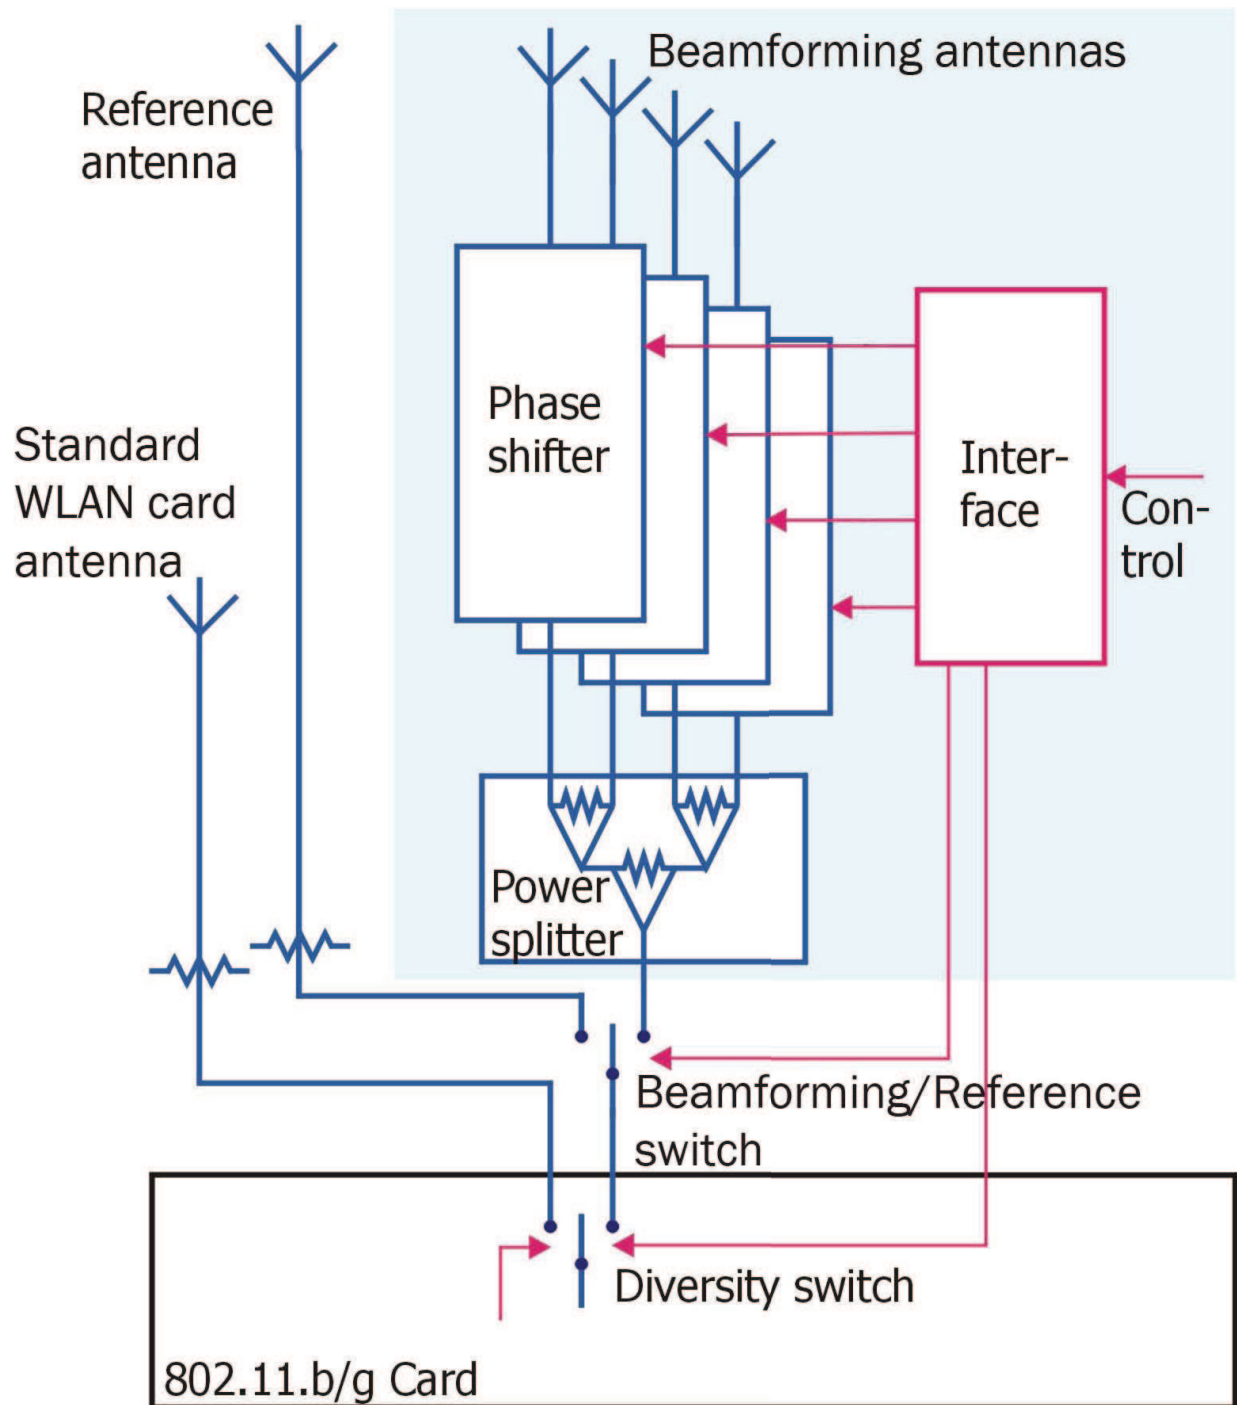 Beamforming antennas
Reference
antenna
Phase
shifter
Inter-
face
Con-
trol
Standard
WLAN card
antenna
Power
splitter
Beamforming/Reference
switch
Diversity switch
802.11.b/g Card